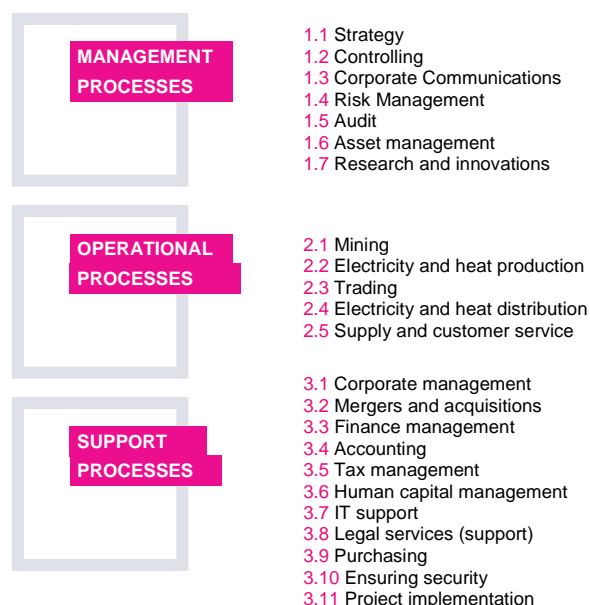 MANAGEMENT
PROCESSES
1.1 Strategy
1.2 Controlling
1.3 Corporate Communications
1.4 Risk Management
1.5 Audit
1.6 Asset management
1.7 Research and innovations
OPERATIONAL
PROCESSES
2.1 Mining
2.2 Electricity and heat production
2.3 Trading
2.4 Electricity and heat distribution
2.5 Supply and customer service
SUPPORT
PROCESSES
3.1 Corporate management
3.2 Mergers and acquisitions
3.3 Finance management
3.4 Accounting
3.5 Tax management
3.6 Human capital management
3.7 IT support
3.8 Legal services (support)
3.9 Purchasing
3.10 Ensuring security
3.11 Project implementation